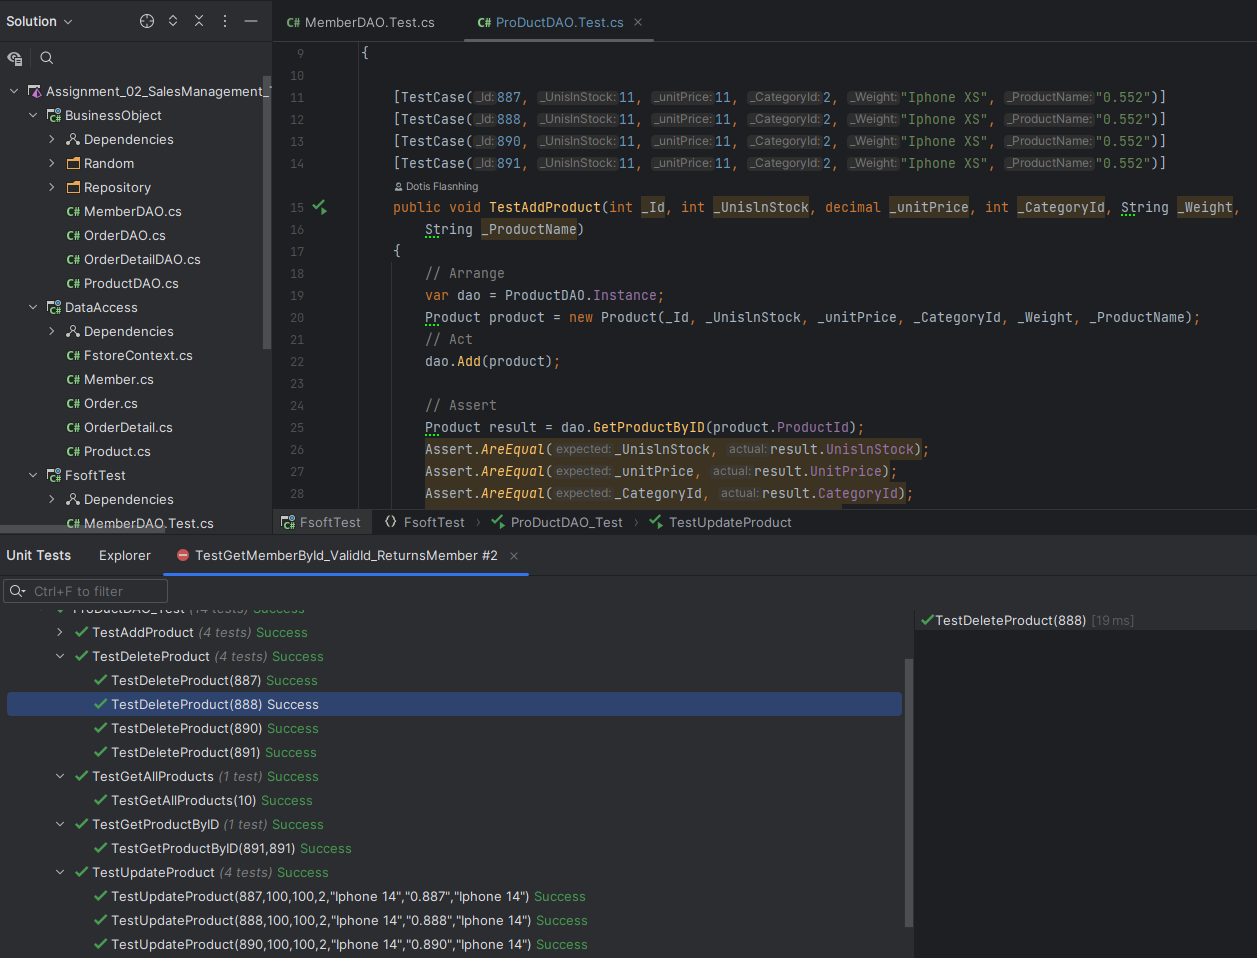 Solution
MemberDAO.Test.cs
ProDuctDAO.Test.cs
Assignment_02_SalesManagement_
BusinessObject
Dependencies
Random
Repository
C# MemberDAO.cs
C# OrderDAO.cs
C# OrderDetailDAO.cs
C# ProductDAO.cs
DataAccess
Dependencies
C# FstoreContext.cs
C# Member.cs
C# Order.cs
C# OrderDetail.cs
C# Product.cs
FsoftTest
Dependencies
C# MemberDAO.Test.cs
9 {
10
11 [TestCase(_Id: 887, _UnislnStock: 11, _unitPrice: 11, _CategoryId: 2, _Weight: "Iphone XS", _ProductName: "0.552")]
12 [TestCase(_Id: 888, _UnislnStock: 11, _unitPrice: 11, _CategoryId: 2, _Weight: "Iphone XS", _ProductName: "0.552")]
13 [TestCase(_Id: 890, _UnislnStock: 11, _unitPrice: 11, _CategoryId: 2, _Weight: "Iphone XS", _ProductName: "0.552")]
14 [TestCase(_Id: 891, _UnislnStock: 11, _unitPrice: 11, _CategoryId: 2, _Weight: "Iphone XS", _ProductName: "0.552")]
Dotis Flasnhing
15 public void TestAddProduct(int _Id, int _UnislnStock, decimal _unitPrice, int _CategoryId, String _Weight,
16 String _ProductName)
17 {
18 // Arrange
19 var dao = ProductDAO.Instance;
20 Product product = new Product(_Id, _UnislnStock, _unitPrice, _CategoryId, _Weight, _ProductName);
21 // Act
22 dao.Add(product);
23
24 // Assert
25 Product result = dao.GetProductByID(product.ProductId);
26 Assert.AreEqual(expected: _UnislnStock, actual: result.UnislnStock);
27 Assert.AreEqual(expected: _unitPrice, actual: result.UnitPrice);
28 Assert.AreEqual(expected: _CategoryId, actual: result.CategoryId);
FsoftTest FsoftTest ProDuctDAO_Test TestUpdateProduct
Unit Tests Explorer TestGetMemberById_ValidId_ReturnsMember #2
Ctrl+F to filter
ProDuctDAO_Test (14 tests) Success
TestAddProduct (4 tests) Success
TestDeleteProduct (4 tests) Success
TestDeleteProduct(887) Success
TestDeleteProduct(888) Success
TestDeleteProduct(890) Success
TestDeleteProduct(891) Success
TestGetAllProducts (1 test) Success
TestGetAllProducts(10) Success
TestGetProductByID (1 test) Success
TestGetProductByID(891,891) Success
TestUpdateProduct (4 tests) Success
TestUpdateProduct(887,100,100,2,"Iphone 14","0.887","Iphone 14") Success
TestUpdateProduct(888,100,100,2,"Iphone 14","0.888","Iphone 14") Success
TestUpdateProduct(890,100,100,2,"Iphone 14","0.890","Iphone 14") Success
TestDeleteProduct(888) [19 ms]